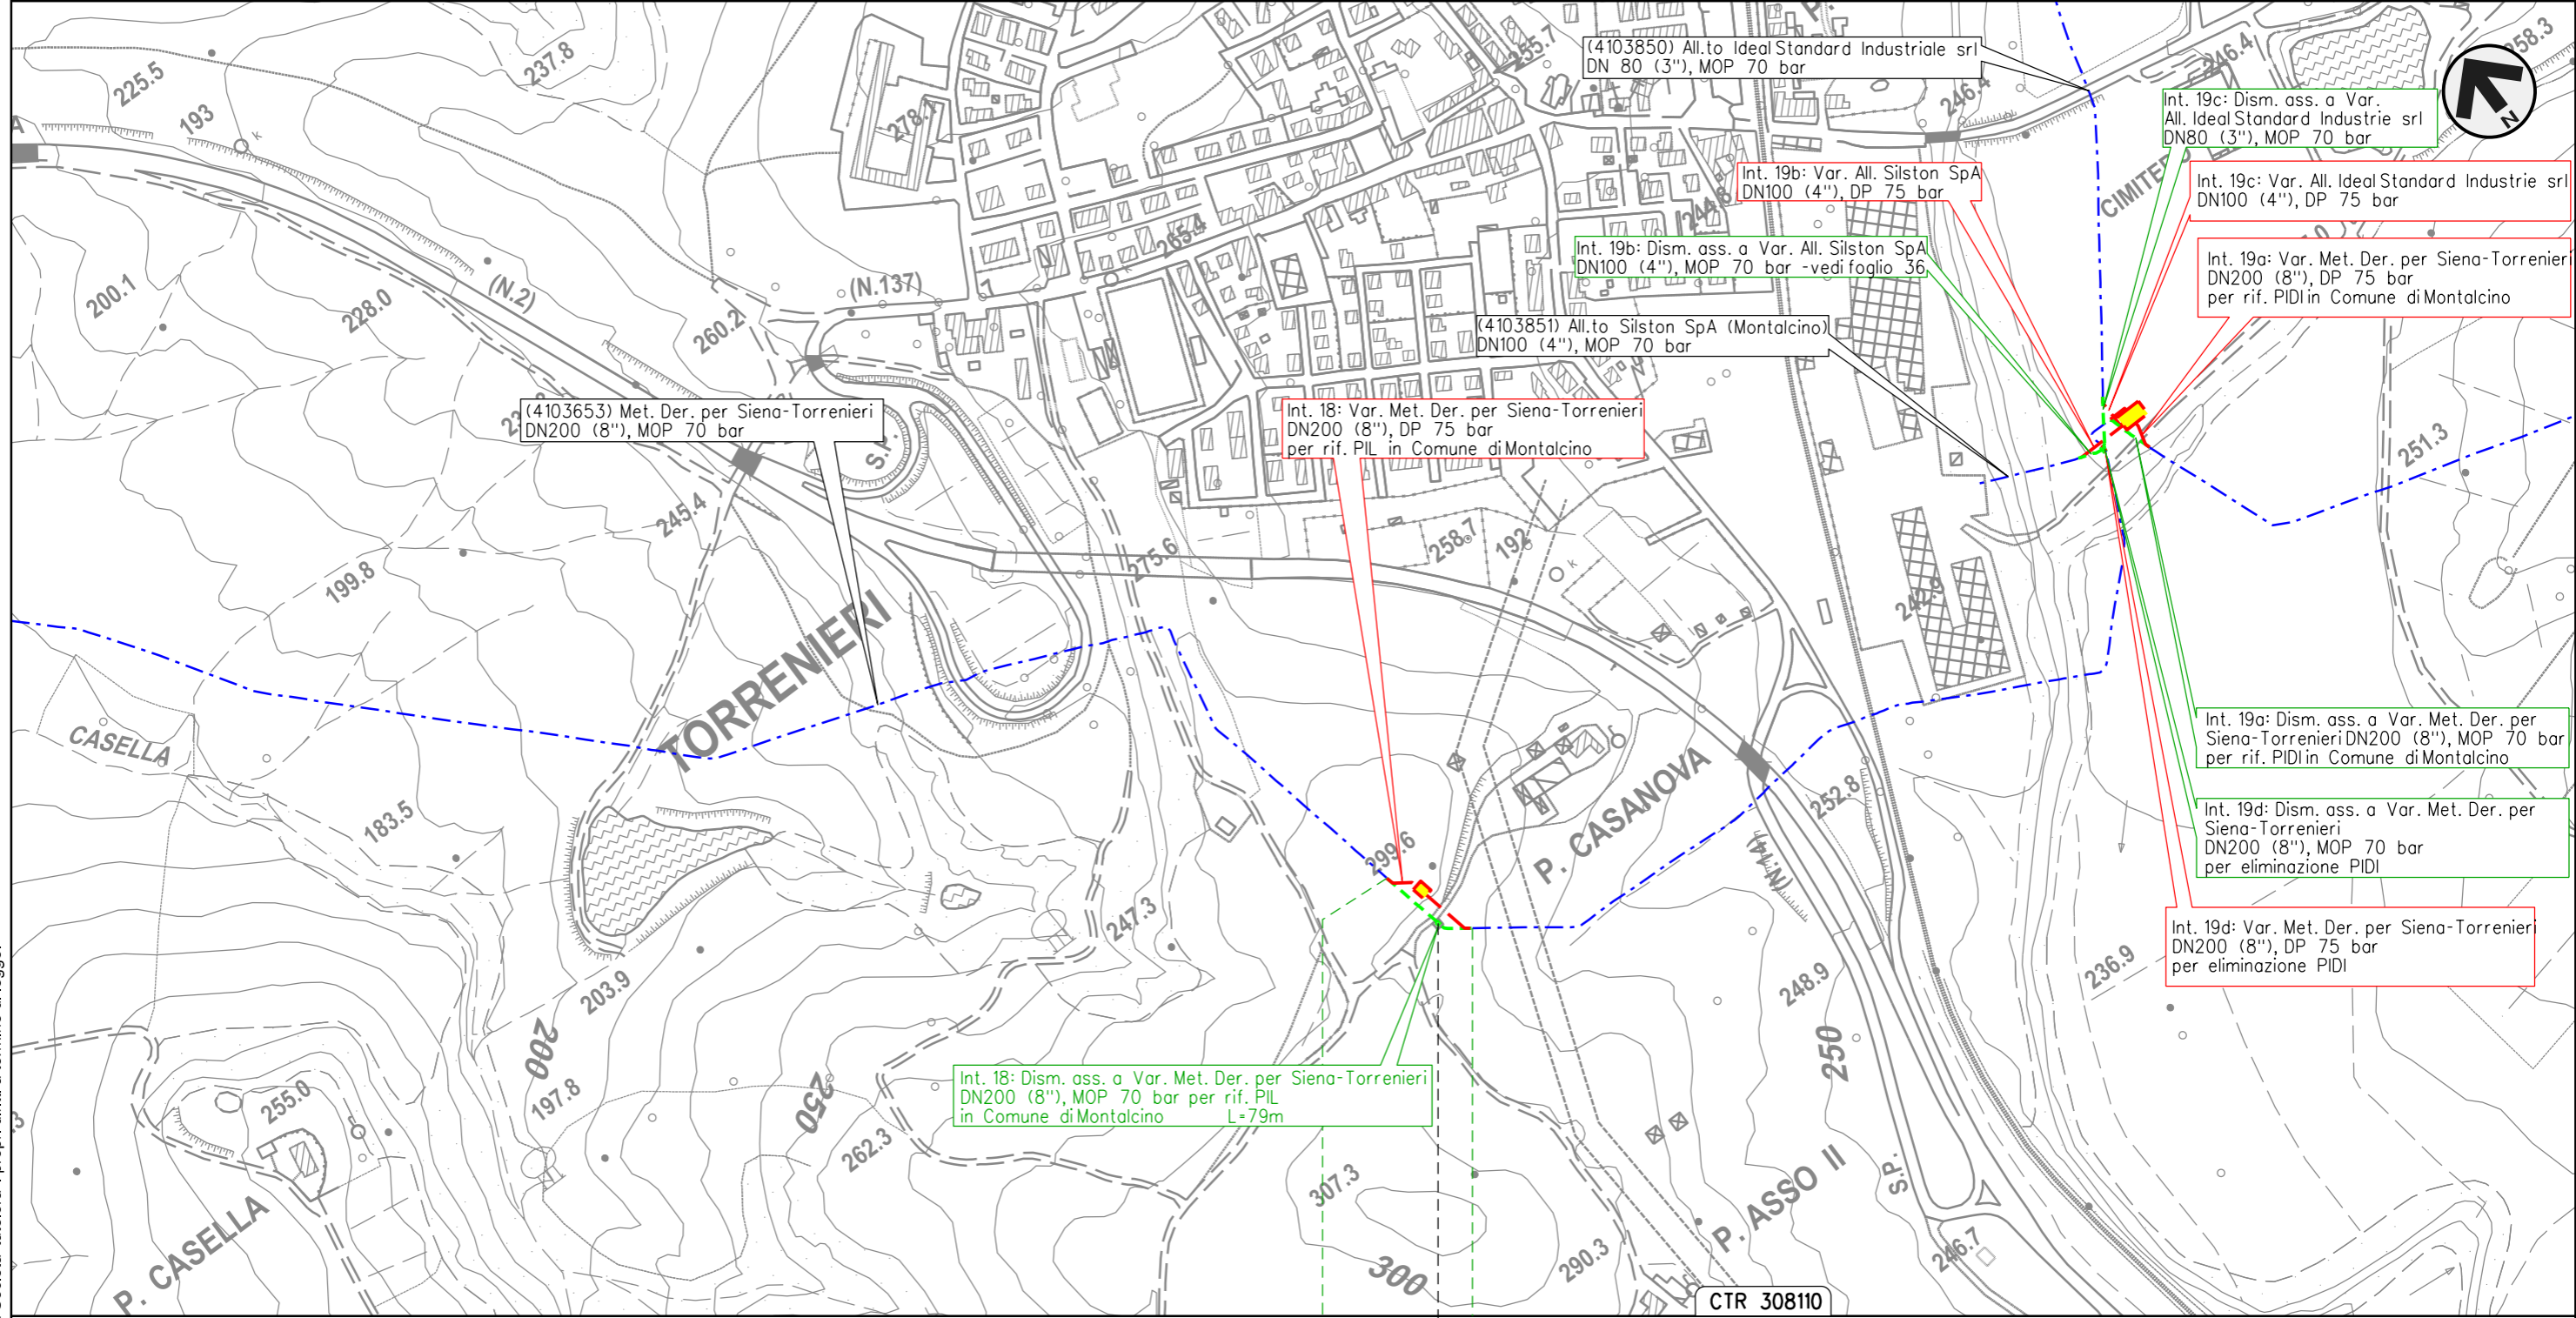 (4103850) All.to Ideal Standard Industriale srl
DN 80 (3"), MOP 70 bar
Int. 19c: Dism. ass. a Var.
All. Ideal Standard Industrie srl
DN80 (3"), MOP 70 bar
Int. 19b: Var. All. Silston SpA
DN100 (4"), DP 75 bar
Int. 19c: Var. All. Ideal Standard Industrie srl
DN100 (4"), DP 75 bar
Int. 19b: Dism. ass. a Var. All. Silston SpA
DN100 (4"), MOP 70 bar -vedi foglio 36
Int. 19a: Var. Met. Der. per Siena-Torrenieri
DN200 (8"), DP 75 bar
per rif. PIDI in Comune di Montalcino
(4103851) All.to Silston SpA (Montalcino)
DN100 (4"), MOP 70 bar
(4103653) Met. Der. per Siena-Torrenieri
DN200 (8"), MOP 70 bar
Int. 18: Var. Met. Der. per Siena-Torrenieri
DN200 (8"), DP 75 bar
per rif. PIL in Comune di Montalcino
Int. 19a: Dism. ass. a Var. Met. Der. per
Siena-Torrenieri DN200 (8"), MOP 70 bar
per rif. PIDI in Comune di Montalcino
Int. 19d: Dism. ass. a Var. Met. Der. per
Siena-Torrenieri
DN200 (8"), MOP 70 bar
per eliminazione PIDI
Int. 19d: Var. Met. Der. per Siena-Torrenieri
DN200 (8"), DP 75 bar
per eliminazione PIDI
Int. 18: Dism. ass. a Var. Met. Der. per Siena-Torrenieri
DN200 (8"), MOP 70 bar per rif. PIL
in Comune di Montalcino L=79m
CTR 308110
N
225.5
193
k
237.8
278.7
255.7
246.4
246.4
258.3
200.1
228.0
(N.2)
260.2
(N.137)
265.4
244.8
CIMITERO
S.P.
245.4
199.8
275.6
258.7
192
k
242.9
251.3
TORRENIERI
CASELLA
183.5
299.6
P. CASANOVA
252.8
(N.14)
247.3
203.9
200
197.8
250
262.3
255.0
P. CASELLA
248.9
250
236.9
307.3
300
290.3
P. ASSO II
S.P.
246.7